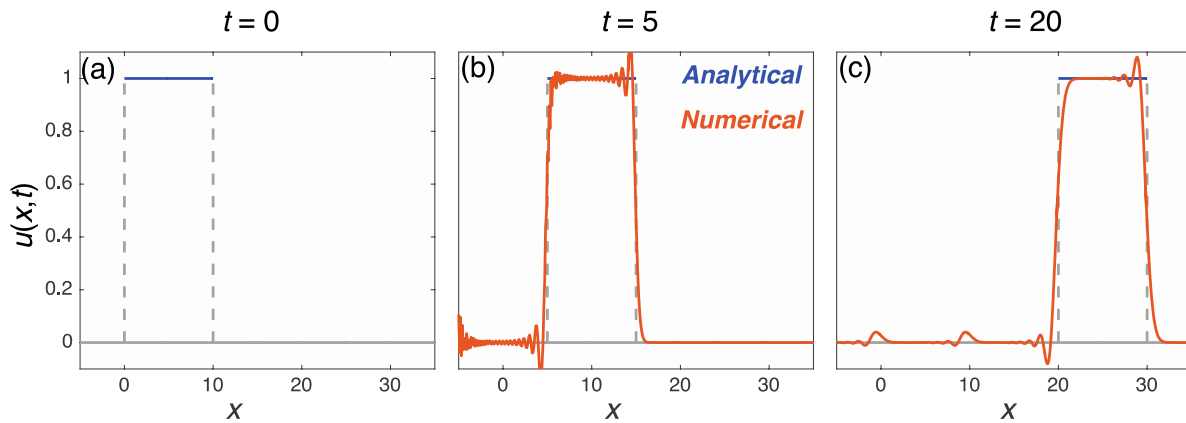 t = 0
t = 5
t = 20
(a)
(b)
(c)
Analytical
Numerical
u(x,t)
1
0.8
0.6
0.4
0.2
0
0 10 20 30
0 10 20 30
0 10 20 30
x
x
x